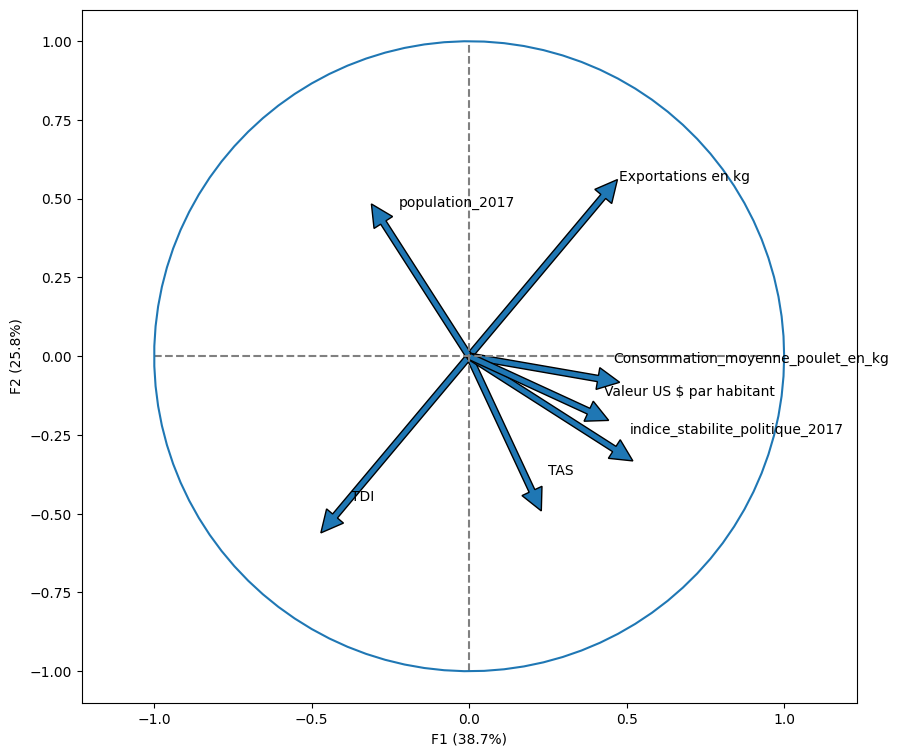 1.00
0.75
Exportations en kg
0.50
population_2017
0.25
0.00
Consommation_moyenne_poulet_en_kg
Valeur US $ par habitant
−0.25
indice_stabilite_politique_2017
TAS
TDI
−0.50
−0.75
−1.00
−1.0 −0.5 0.0 0.5 1.0
F1 (38.7%)
F2 (25.8%)